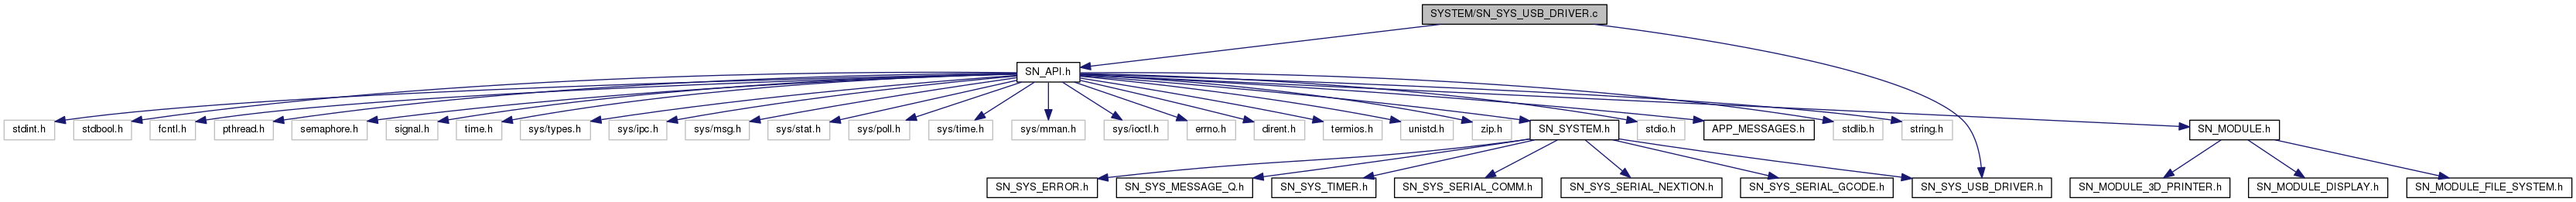 SYSTEM/SN_SYS_USB_DRIVER.c
SN_API.h
stdint.h
stdbool.h
fcntl.h
pthread.h
semaphore.h
signal.h
time.h
sys/types.h
sys/ipc.h
sys/msg.h
sys/stat.h
sys/poll.h
sys/time.h
sys/mman.h
sys/ioctl.h
errno.h
dirent.h
termios.h
unistd.h
zip.h
SN_SYSTEM.h
stdio.h
APP_MESSAGES.h
stdlib.h
string.h
SN_MODULE.h
SN_SYS_ERROR.h
SN_SYS_MESSAGE_Q.h
SN_SYS_TIMER.h
SN_SYS_SERIAL_COMM.h
SN_SYS_SERIAL_NEXTION.h
SN_SYS_SERIAL_GCODE.h
SN_SYS_USB_DRIVER.h
SN_MODULE_3D_PRINTER.h
SN_MODULE_DISPLAY.h
SN_MODULE_FILE_SYSTEM.h